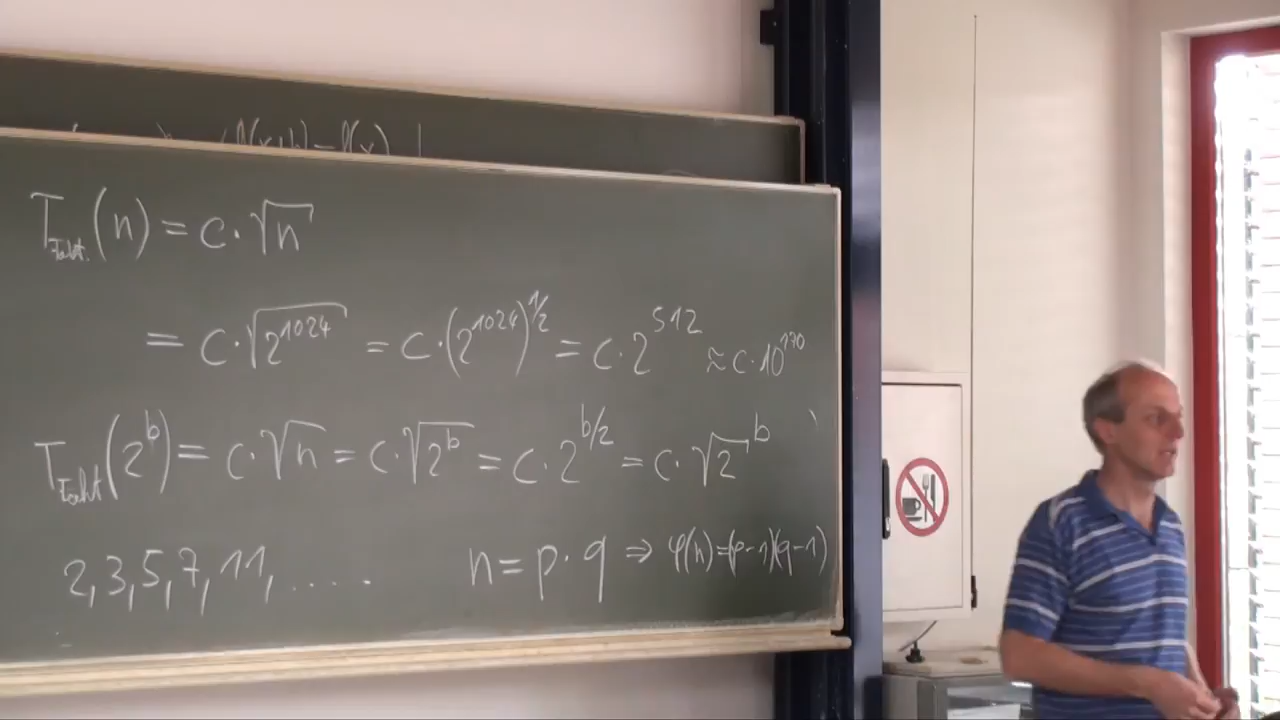 f(x+h)-f(x)
T_Fakt.(n) = c·√n
= c·√2^1024 = c·(2^1024)^1/2 = c·2^512 ≈ c·10^170
T_Fakt(2^b) = c·√n = c·√2^b = c·2^b/2 = c·√2^b
2,3,5,7,11,.... n = p·q ⇒ φ(n)=(p-1)(q-1)